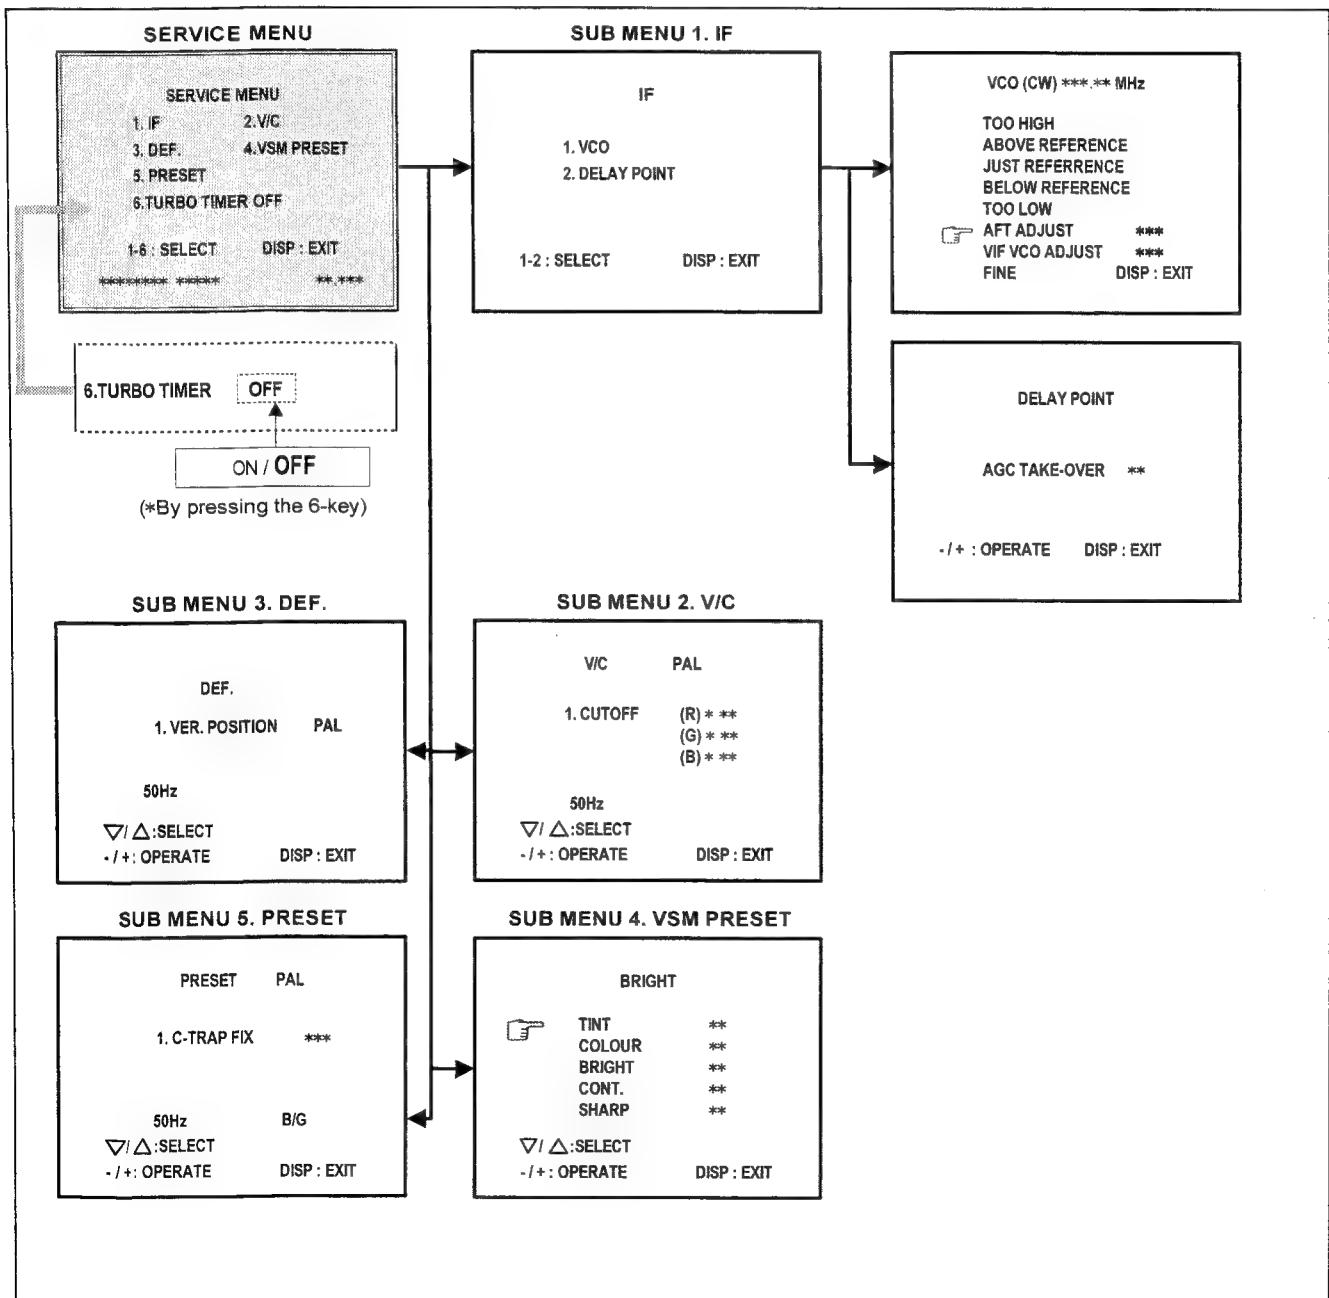 SERVICE MENU
SERVICE MENU
1. IF 2.V/C
3. DEF. 4.VSM PRESET
5. PRESET
6.TURBO TIMER OFF
1-6 : SELECT DISP : EXIT
******** ***** **.***
6.TURBO TIMER OFF
ON / OFF
(*By pressing the 6-key)
SUB MENU 1. IF
IF
1. VCO
2. DELAY POINT
1-2 : SELECT DISP : EXIT
VCO (CW) ***.** MHz
TOO HIGH
ABOVE REFERENCE
JUST REFERRENCE
BELOW REFERENCE
TOO LOW
AFT ADJUST ***
VIF VCO ADJUST ***
FINE DISP : EXIT
DELAY POINT
AGC TAKE-OVER **
- / + : OPERATE DISP : EXIT
SUB MENU 3. DEF.
DEF.
1. VER. POSITION PAL
50Hz
▽/ △:SELECT
- / +: OPERATE DISP : EXIT
SUB MENU 2. V/C
V/C PAL
1. CUTOFF (R) * **
(G) * **
(B) * **
50Hz
▽/ △:SELECT
- / + : OPERATE DISP : EXIT
SUB MENU 5. PRESET
PRESET PAL
1. C-TRAP FIX ***
50Hz B/G
▽/ △:SELECT
- / +: OPERATE DISP : EXIT
SUB MENU 4. VSM PRESET
BRIGHT
TINT **
COLOUR **
BRIGHT **
CONT. **
SHARP **
▽/ △:SELECT
- / + : OPERATE DISP : EXIT